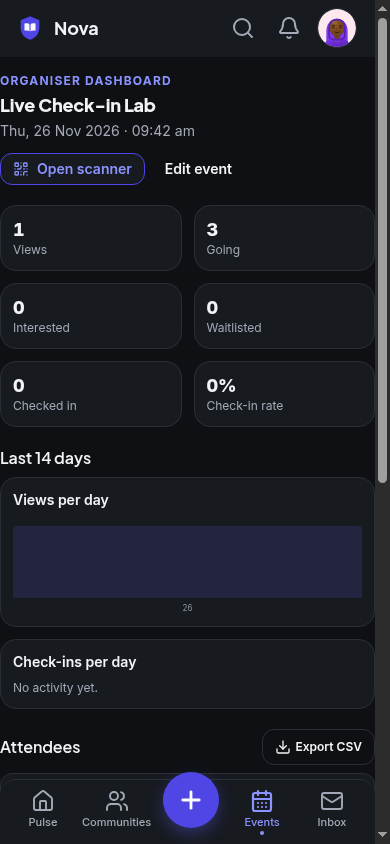 Nova
ORGANISER DASHBOARD
Live Check-in Lab
Thu, 26 Nov 2026 · 09:42 am
Open scanner Edit event
1 3
Views Going
0 0
Interested Waitlisted
0 0%
Checked in Check-in rate
Last 14 days
Views per day
26
Check-ins per day
No activity yet.
Attendees Export CSV
Pulse Communities Events Inbox